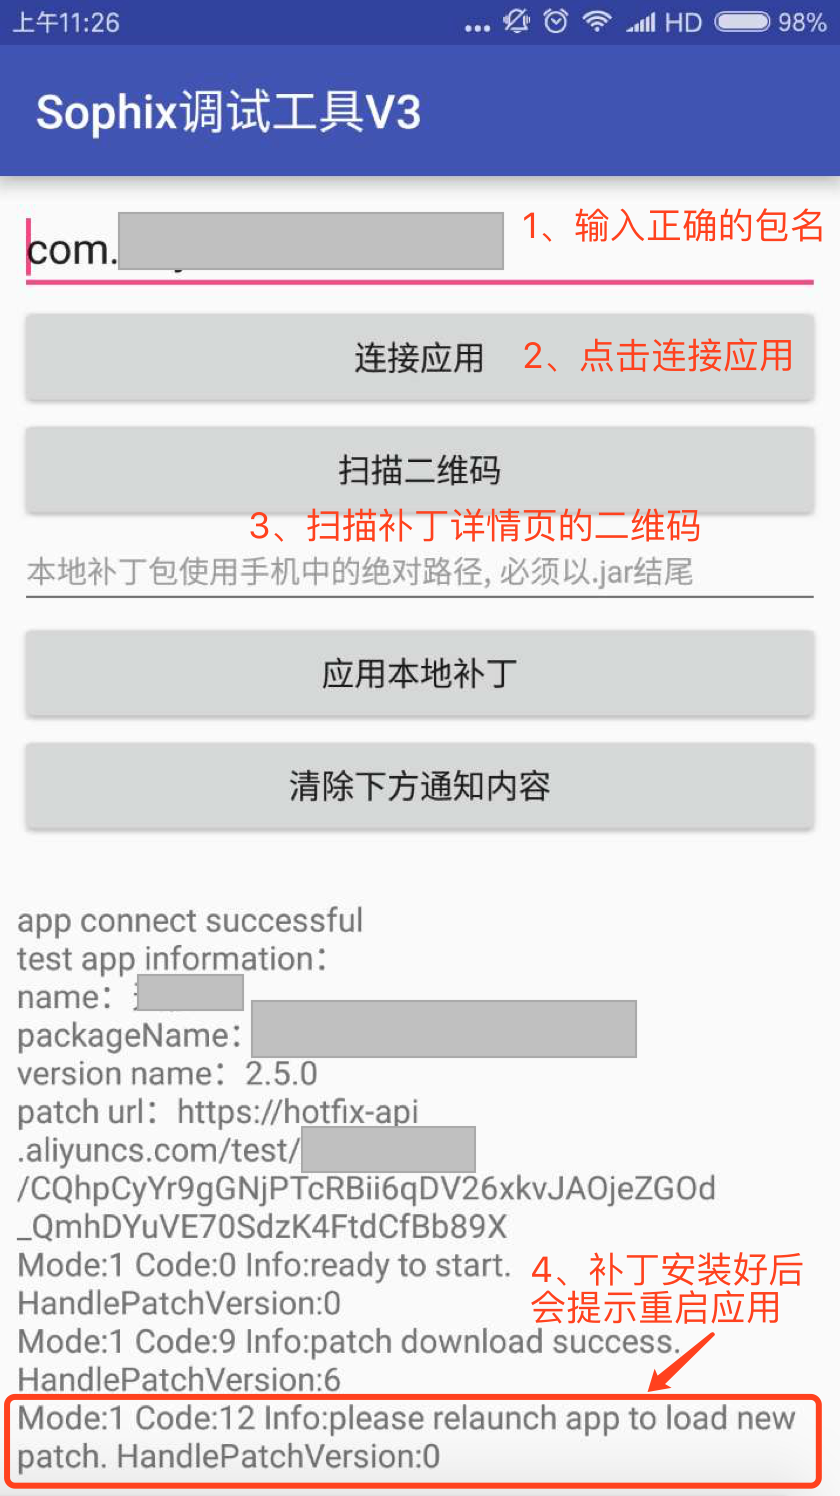 上午11:26
... HD 98%
Sophix调试工具V3
com.
1、输入正确的包名
连接应用
2、点击连接应用
扫描二维码
3、扫描补丁详情页的二维码
本地补丁包使用手机中的绝对路径, 必须以.jar结尾
应用本地补丁
清除下方通知内容
app connect successful
test app information：
name：
packageName：
version name：2.5.0
patch url：https://hotfix-api
.aliyuncs.com/test/
/CQhpCyYr9gGNjPTcRBii6qDV26xkvJAOjeZGOd
_QmhDYuVE70SdzK4FtdCfBb89X
Mode:1 Code:0 Info:ready to start.
HandlePatchVersion:0
4、补丁安装好后
会提示重启应用
Mode:1 Code:9 Info:patch download success.
HandlePatchVersion:6
Mode:1 Code:12 Info:please relaunch app to load new
patch. HandlePatchVersion:0